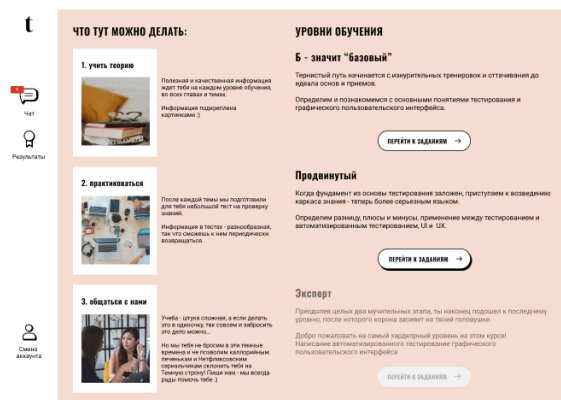 t
1
Чат
Результаты
Смена
аккаунта
ЧТО ТУТ МОЖНО ДЕЛАТЬ:
1. учить теорию
Полезная и качественная информация
ждет тебя на каждом уровне обучения,
во всех главах и темах.
Информация подкреплена
картинками :)
2. практиковаться
После каждой темы мы подготовили
для тебя небольшой тест на проверку
знаний.
Информация в тестах - разнообразная,
так что сможешь к ним периодически
возвращаться.
3. общаться с нами
Учеба - штука сложная, а если делать
это в одиночку, так совсем и забросить
это дело можно...
Но мы тебя не бросим в эти темные
времена и не позволим каллорийным
печенькам и Нетфликсовским
сериальчикам склонить тебя на
Темную строну! Пиши нам - мы всегда
рады помочь тебе :)
УРОВНИ ОБУЧЕНИЯ
Б - значит “базовый”
Тернистый путь начинается с изнурительных тренировок и оттачивания до
идеала основ и приемов.
Определим и познакомимся с основными понятиями тестирования и
графического пользовательского интерфейса.
ПЕРЕЙТИ К ЗАДАНИЯМ →
Продвинутый
Когда фундамент из основы тестирования заложен, приступаем к возведению
каркаса знания - теперь более серьезным языком.
Определим разницу, плюсы и минусы, применение между тестированием и
автоматизированным тестированием, UI и UX.
ПЕРЕЙТИ К ЗАДАНИЯМ →
Эксперт
Преодолев целых два мучительных этапа, ты наконец подошел к последнему
уровню, после которого корона засияет на твоей головушке.
Добро пожаловать на самый хардкорный уровень на этом курсе!
Написание автоматизированного тестирование графического
пользовательского интерфейса
ПЕРЕЙТИ К ЗАДАНИЯМ →